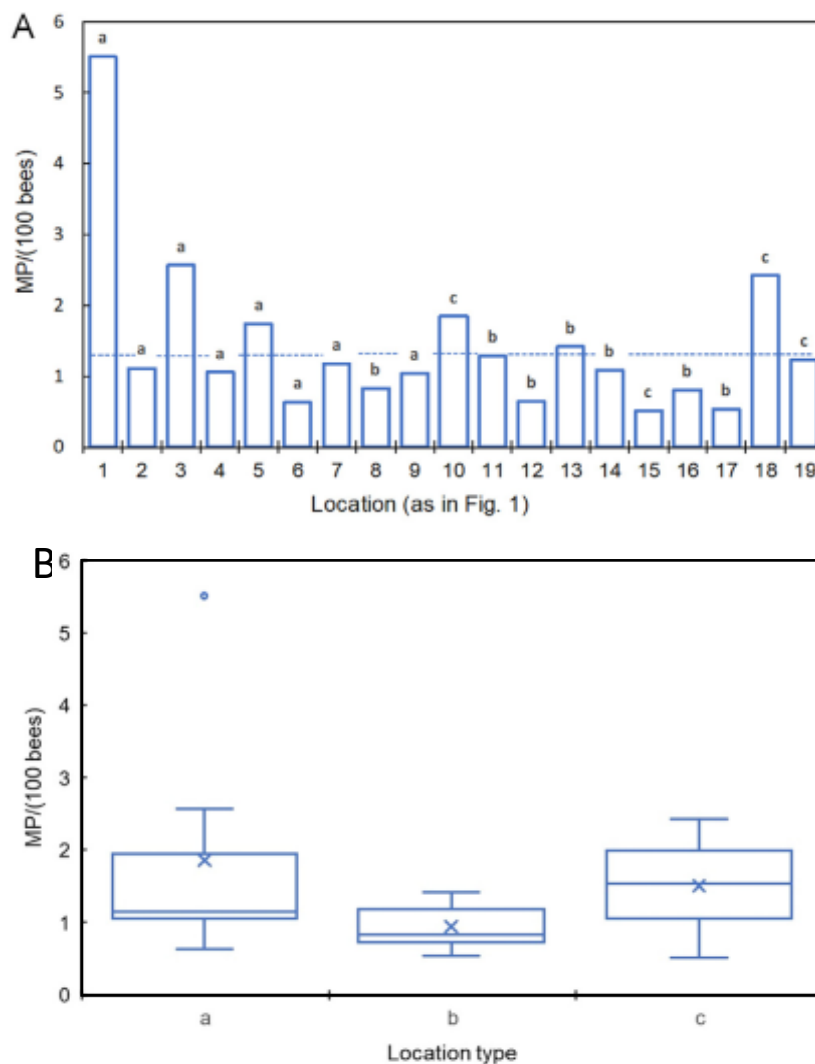 A
6
5
4
3
2
1
0
MP/(100 bees)
a
a
a
a
a
a
a
b
a
c
b
b
b
b
c
b
b
c
c
1 2 3 4 5 6 7 8 9 10 11 12 13 14 15 16 17 18 19
Location (as in Fig. 1)
B
6
5
4
3
2
1
0
MP/(100 bees)
a b c
Location type